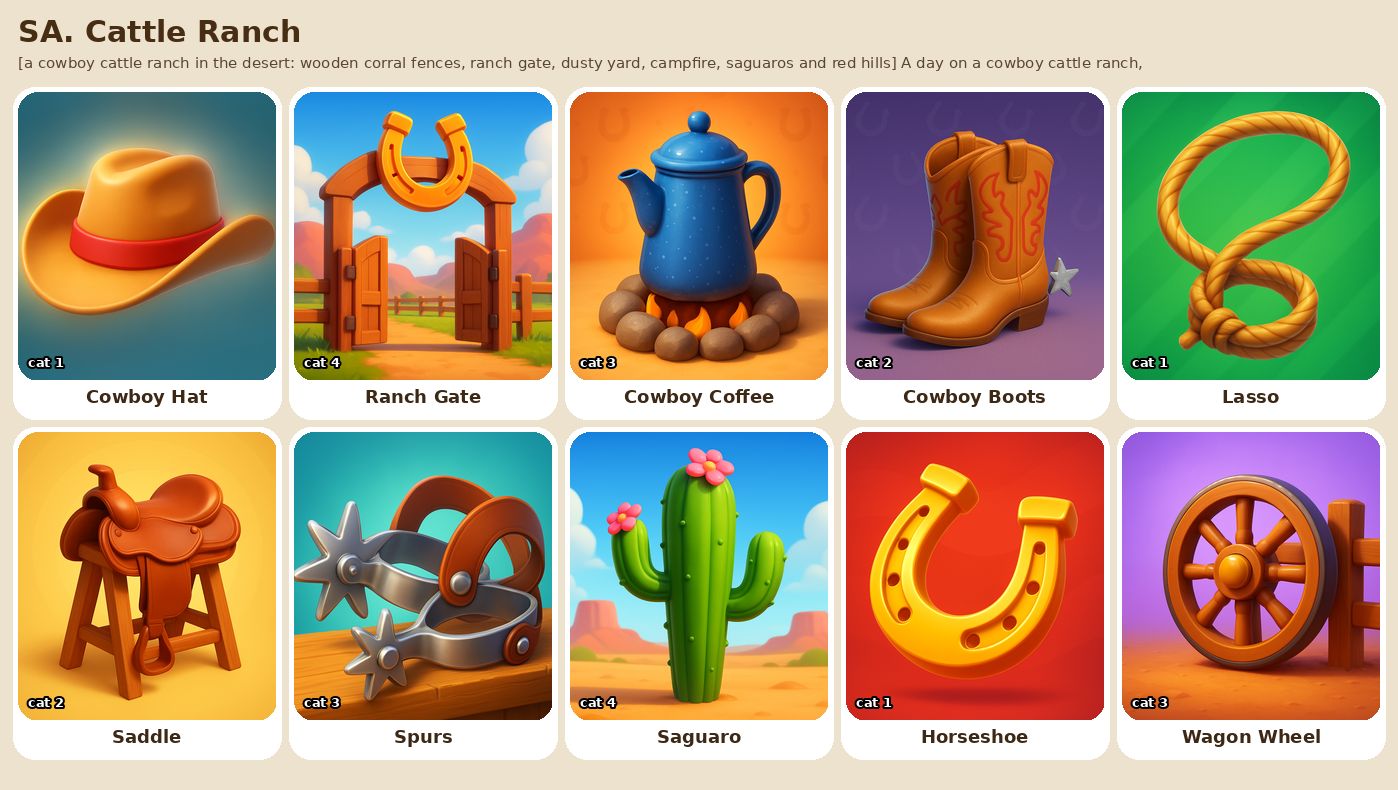 SA. Cattle Ranch
[a cowboy cattle ranch in the desert: wooden corral fences, ranch gate, dusty yard, campfire, saguaros and red hills] A day on a cowboy cattle ranch,
cat 1
cat 4
cat 3
cat 2
cat 1
Cowboy Hat
Ranch Gate
Cowboy Coffee
Cowboy Boots
Lasso
cat 2
cat 3
cat 4
cat 1
cat 3
Saddle
Spurs
Saguaro
Horseshoe
Wagon Wheel